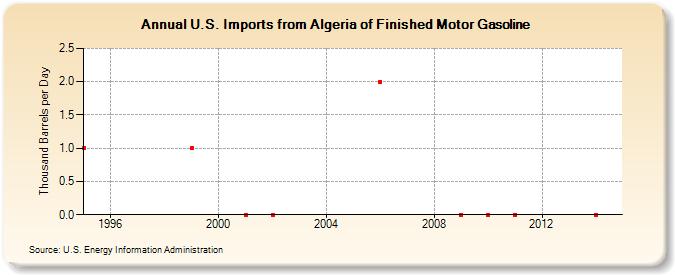 Annual U.S. Imports from Algeria of Finished Motor Gasoline
Thousand Barrels per Day
2.5
2.0
1.5
1.0
0.5
0.0
1996 2000 2004 2008 2012
Source: U.S. Energy Information Administration